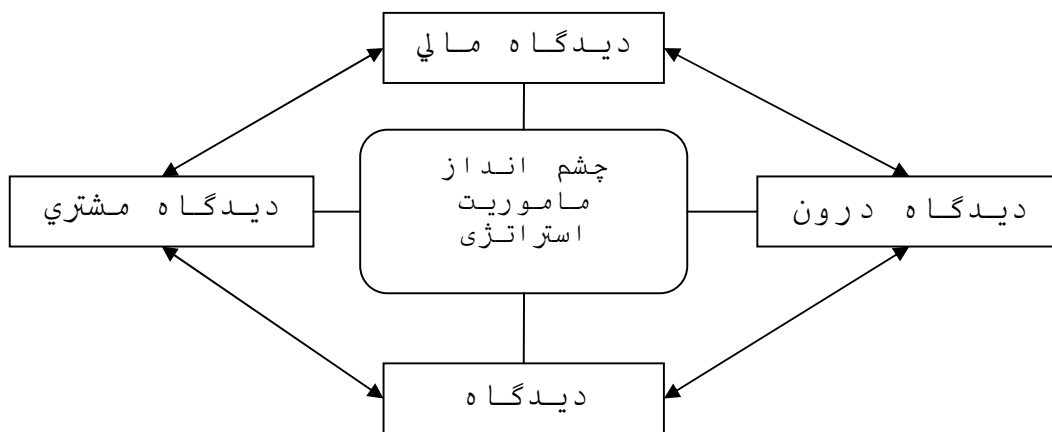 ديدگاه مالي
چشم انداز
ماموريت
استراتژی
ديدگاه مشتري
ديدگاه درون
ديدگاه